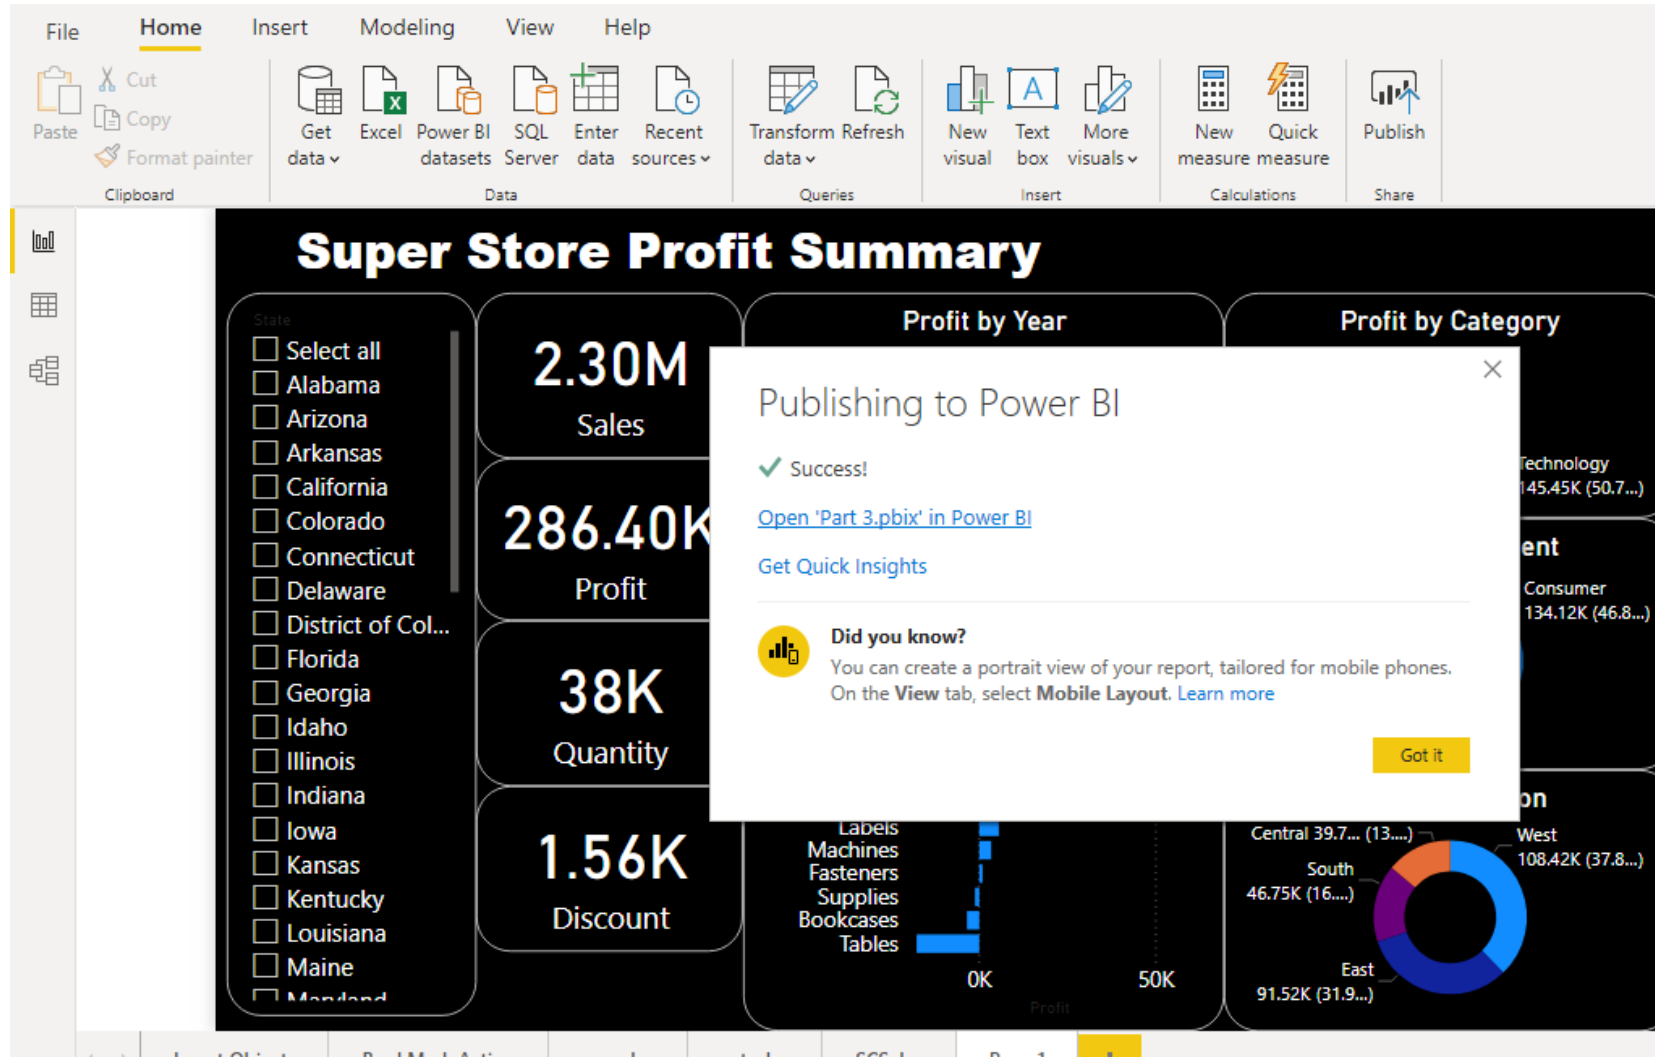 File
Home
Insert
Modeling
View
Help
Paste
Cut
Copy
Format painter
Clipboard
Get data
Excel
Power BI datasets
SQL Server
Enter data
Recent sources
Data
Transform data
Refresh
Queries
New visual
Text box
More visuals
Insert
New measure
Quick measure
Calculations
Publish
Share
Super Store Profit Summary
State
Select all
Alabama
Arizona
Arkansas
California
Colorado
Connecticut
Delaware
District of Col...
Florida
Georgia
Idaho
Illinois
Indiana
Iowa
Kansas
Kentucky
Louisiana
Maine
Maryland
2.30M
Sales
286.40K
Profit
38K
Quantity
1.56K
Discount
Profit by Year
Profit by Category
Publishing to Power BI
Success!
Open 'Part 3.pbix' in Power BI
Get Quick Insights
Did you know?
You can create a portrait view of your report, tailored for mobile phones.
On the View tab, select Mobile Layout. Learn more
Got it
Technology
145.45K (50.7...)
ent
Consumer
134.12K (46.8...)
Labels
Machines
Fasteners
Supplies
Bookcases
Tables
0K
50K
Profit
on
Central 39.7... (13....)
West
108.42K (37.8...)
South
46.75K (16....)
East
91.52K (31.9...)